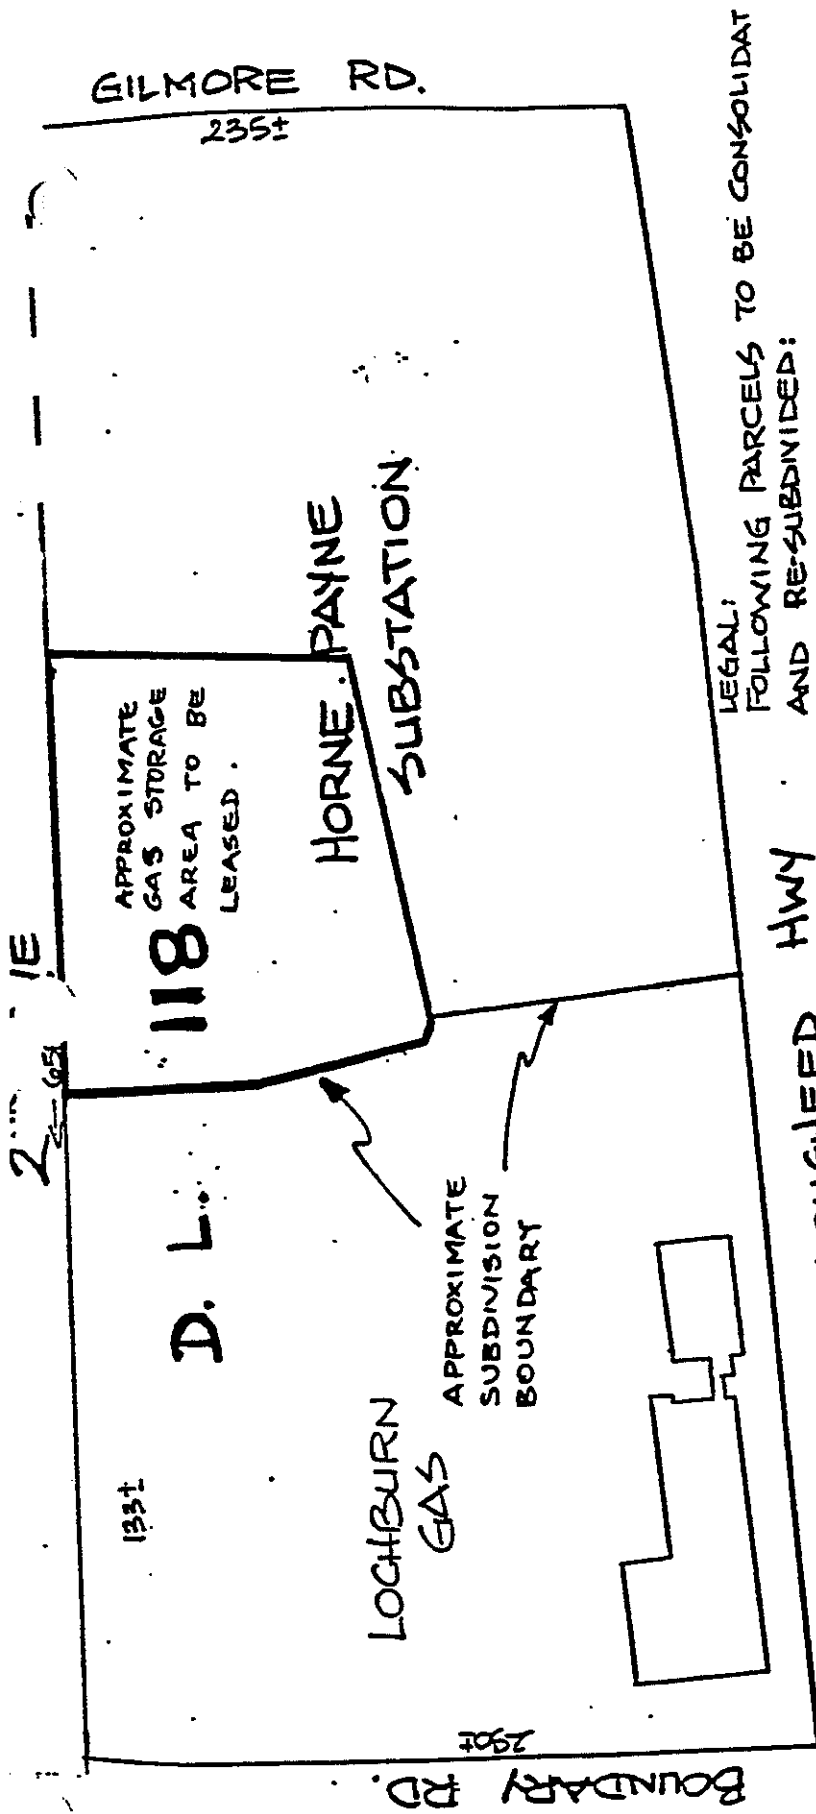 GILMORE RD.
235±
APPROXIMATE
GAS STORAGE
AREA TO BE
LEASED.
D. L. 118
HORNE PAYNE
SUBSTATION
133±
LOCHBURN
GAS
APPROXIMATE
SUBDIVISION
BOUNDARY
290±
BOUNDARY RD.
HWY
LEGAL:
FOLLOWING PARCELS TO BE CONSOLIDAT
AND RE-SUBDIVIDED: